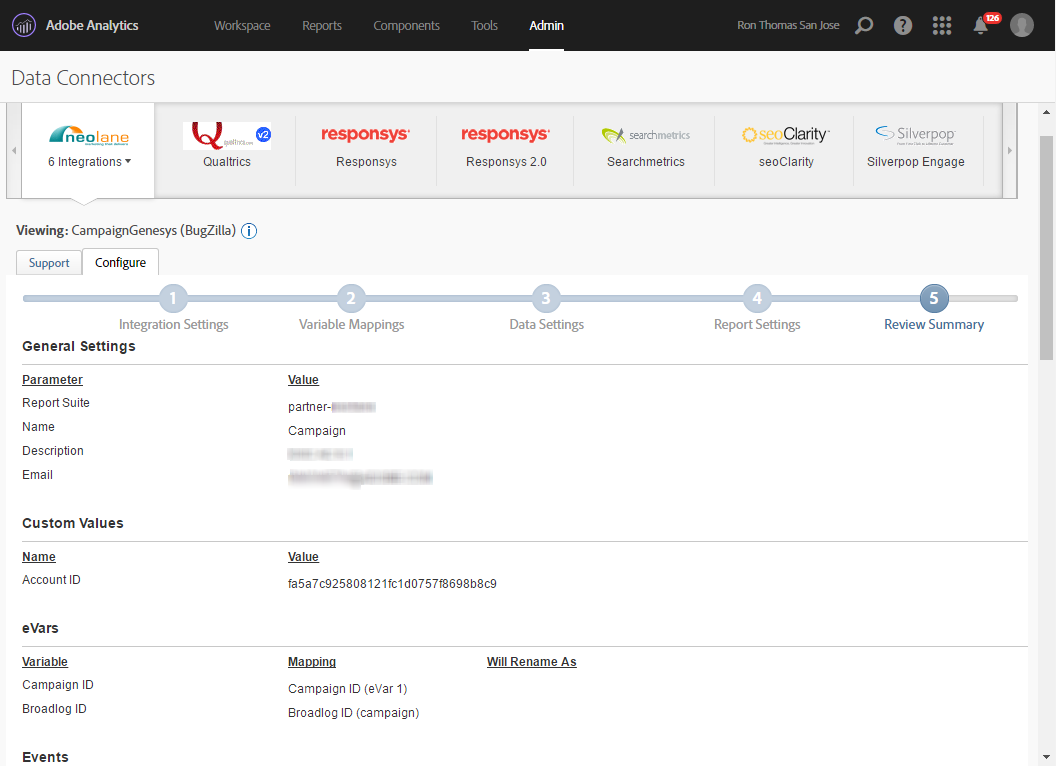 Adobe Analytics Workspace Reports Components Tools Admin Ron Thomas San Jose ? 126
Data Connectors
neolane Qualtrics.com v2 responsys responsys searchmetrics seoClarity Silverpop
6 Integrations Qualtrics Responsys Responsys 2.0 Searchmetrics seoClarity Silverpop Engage
Viewing: CampaignGenesys (BugZilla) i
Support Configure
1 2 3 4 5
Integration Settings Variable Mappings Data Settings Report Settings Review Summary
General Settings
Parameter Value
Report Suite partner-
Name Campaign
Description
Email
Custom Values
Name Value
Account ID fa5a7c925808121fc1d0757f8698b8c9
eVars
Variable Mapping Will Rename As
Campaign ID Campaign ID (eVar 1)
Broadlog ID Broadlog ID (campaign)
Events